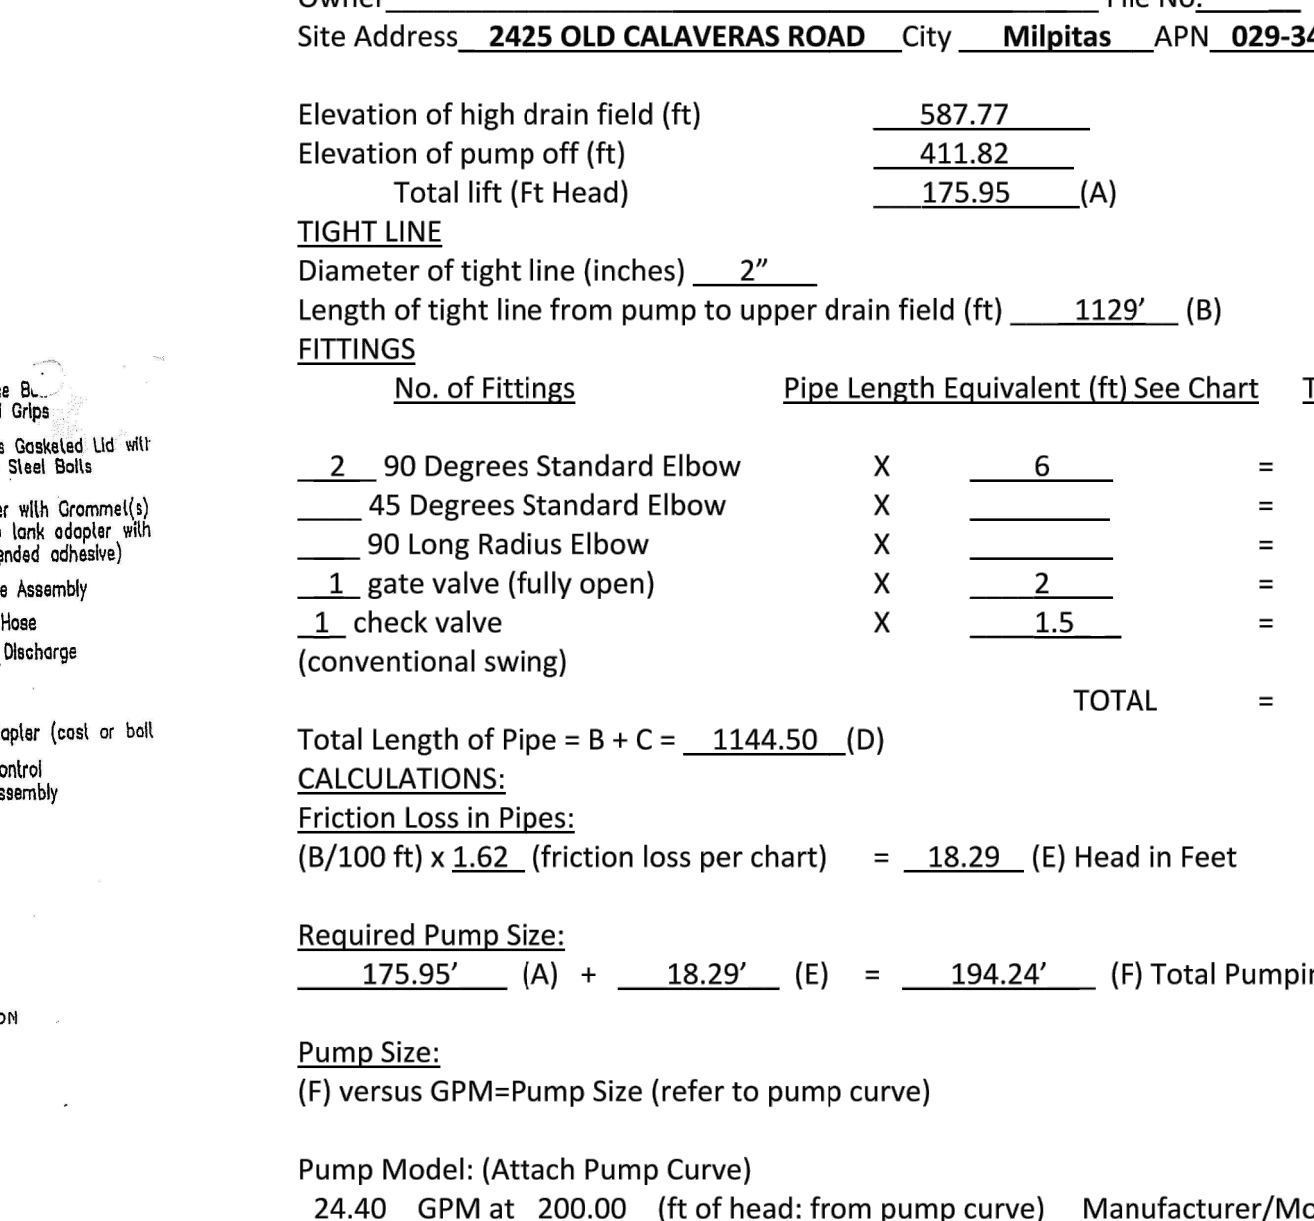 Site Address 2425 OLD CALAVERAS ROAD City Milpitas APN 029-34
Elevation of high drain field (ft) 587.77
Elevation of pump off (ft) 411.82
Total lift (Ft Head) 175.95 (A)
TIGHT LINE
Diameter of tight line (inches) 2”
Length of tight line from pump to upper drain field (ft) 1129’ (B)
FITTINGS
No. of Fittings Pipe Length Equivalent (ft) See Chart
2 90 Degrees Standard Elbow X 6 =
45 Degrees Standard Elbow X =
90 Long Radius Elbow X =
1 gate valve (fully open) X 2 =
1 check valve X 1.5 =
(conventional swing)
TOTAL =
Total Length of Pipe = B + C = 1144.50 (D)
CALCULATIONS:
Friction Loss in Pipes:
(B/100 ft) x 1.62 (friction loss per chart) = 18.29 (E) Head in Feet
Required Pump Size:
175.95’ (A) + 18.29’ (E) = 194.24’ (F) Total Pumpin
Pump Size:
(F) versus GPM=Pump Size (refer to pump curve)
Pump Model: (Attach Pump Curve)
24.40 GPM at 200.00 (ft of head: from pump curve) Manufacturer/Mo
Grips
Gasketed Lid with
Steel Bolts
with Grommet(s)
tank adapter with
adhesive)
Assembly
Hose
Discharge
(cast or ball
ontrol
ssembly
ON